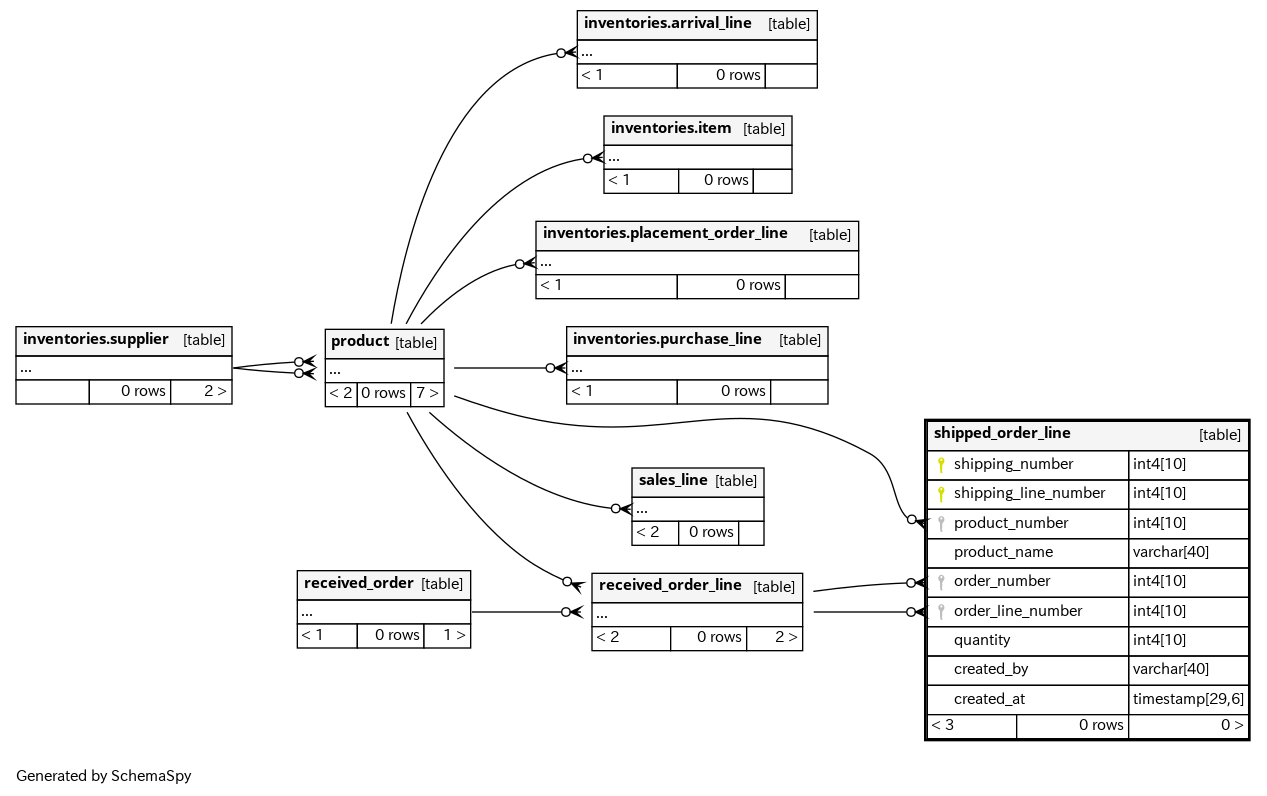 inventories.arrival_line [table]
...
< 1 0 rows
inventories.item [table]
...
< 1 0 rows
inventories.placement_order_line [table]
...
< 1 0 rows
inventories.supplier [table]
...
0 rows 2 >
product [table]
...
< 2 0 rows 7 >
inventories.purchase_line [table]
...
< 1 0 rows
shipped_order_line [table]
shipping_number int4[10]
shipping_line_number int4[10]
product_number int4[10]
product_name varchar[40]
order_number int4[10]
order_line_number int4[10]
quantity int4[10]
created_by varchar[40]
created_at timestamp[29,6]
< 3 0 rows 0 >
sales_line [table]
...
< 2 0 rows
received_order [table]
...
< 1 0 rows 1 >
received_order_line [table]
...
< 2 0 rows 2 >
Generated by SchemaSpy